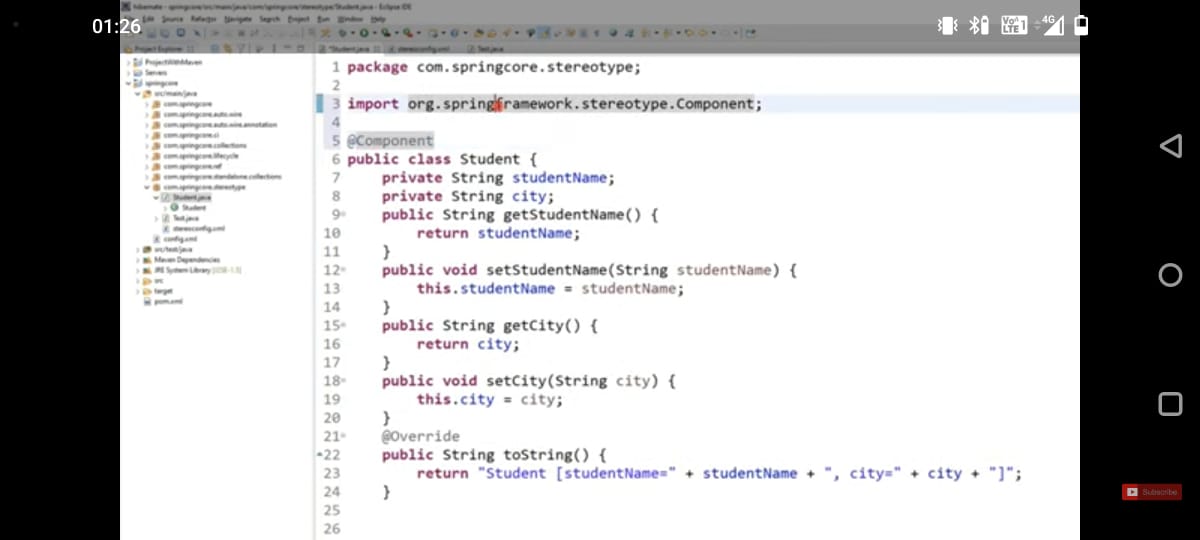 hibernate - springcore/src/main/java/com/springcore/stereotype/Student.java - Eclipse IDE
Edit Source Refactor Navigate Search Project Run Window Help
01:26
VoLTE 1 4G
Project Explorer
*Student.java stereoconfig.xml Test.java
ProjectWithMaven
Servers
springcore
src/main/java
com.springcore
com.springcore.auto.wire
com.springcore.auto.wire.annotation
com.springcore.ci
com.springcore.collections
com.springcore.lifecycle
com.springcore.ref
com.springcore.standalone.collections
com.springcore.stereotype
Student.java
Student
Test.java
stereoconfig.xml
config.xml
src/test/java
Maven Dependencies
JRE System Library [J2SE-1.5]
src
target
pom.xml
1 package com.springcore.stereotype;
2
3 import org.springframework.stereotype.Component;
4
5 @Component
6 public class Student {
7 private String studentName;
8 private String city;
9 public String getStudentName() {
10 return studentName;
11 }
12 public void setStudentName(String studentName) {
13 this.studentName = studentName;
14 }
15 public String getCity() {
16 return city;
17 }
18 public void setCity(String city) {
19 this.city = city;
20 }
21 @Override
22 public String toString() {
23 return "Student [studentName=" + studentName + ", city=" + city + "]";
24 }
25
26
Subscribe